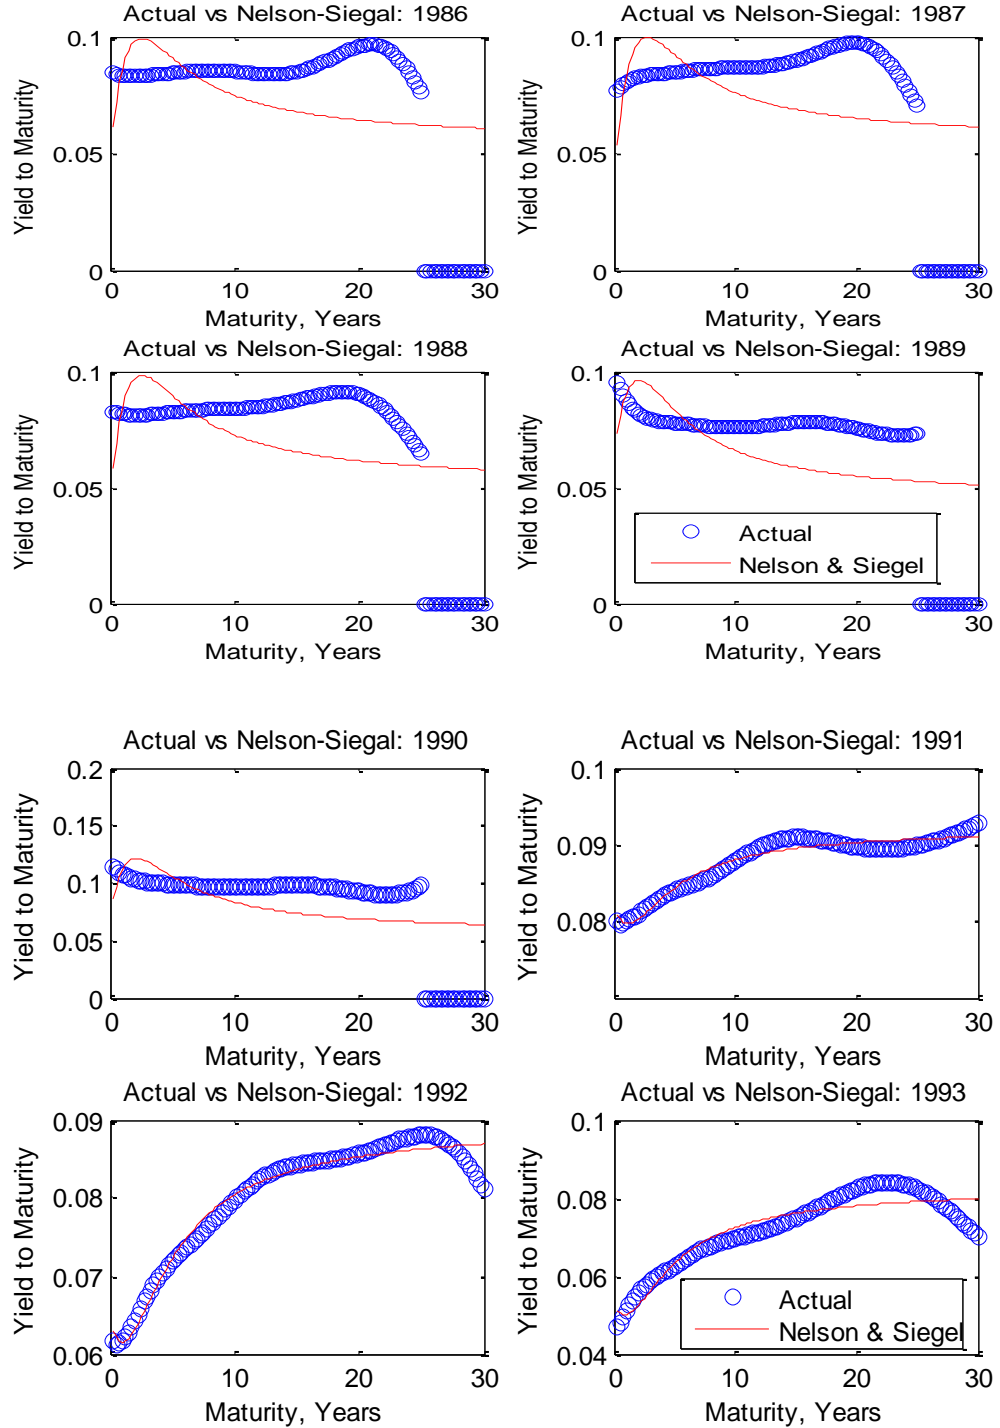 Actual vs Nelson-Siegal: 1986
0.1
0.05
0
Yield to Maturity
0 10 20 30
Maturity, Years
Actual vs Nelson-Siegal: 1987
0.1
0.05
0
Yield to Maturity
0 10 20 30
Maturity, Years
Actual vs Nelson-Siegal: 1988
0.1
0.05
0
Yield to Maturity
0 10 20 30
Maturity, Years
Actual vs Nelson-Siegal: 1989
0.1
0.05
0
Yield to Maturity
Actual
Nelson & Siegel
0 10 20 30
Maturity, Years
Actual vs Nelson-Siegal: 1990
0.2
0.15
0.1
0.05
0
Yield to Maturity
0 10 20 30
Maturity, Years
Actual vs Nelson-Siegal: 1991
0.1
0.09
0.08
Yield to Maturity
0 10 20 30
Maturity, Years
Actual vs Nelson-Siegal: 1992
0.09
0.08
0.07
0.06
Yield to Maturity
0 10 20 30
Maturity, Years
Actual vs Nelson-Siegal: 1993
0.1
0.08
0.06
0.04
Yield to Maturity
Actual
Nelson & Siegel
0 10 20 30
Maturity, Years